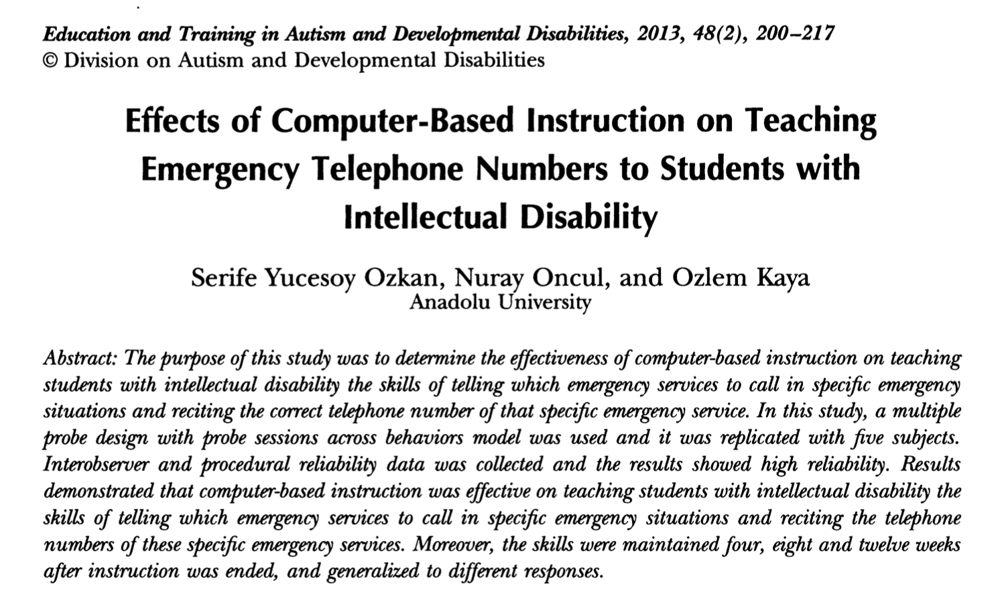 Education and Training in Autism and Developmental Disabilities, 2013, 48(2), 200–217
© Division on Autism and Developmental Disabilities
Effects of Computer-Based Instruction on Teaching
Emergency Telephone Numbers to Students with
Intellectual Disability
Serife Yucesoy Ozkan, Nuray Oncul, and Ozlem Kaya
Anadolu University
Abstract: The purpose of this study was to determine the effectiveness of computer-based instruction on teaching
students with intellectual disability the skills of telling which emergency services to call in specific emergency
situations and reciting the correct telephone number of that specific emergency service. In this study, a multiple
probe design with probe sessions across behaviors model was used and it was replicated with five subjects.
Interobserver and procedural reliability data was collected and the results showed high reliability. Results
demonstrated that computer-based instruction was effective on teaching students with intellectual disability the
skills of telling which emergency services to call in specific emergency situations and reciting the telephone
numbers of these specific emergency services. Moreover, the skills were maintained four, eight and twelve weeks
after instruction was ended, and generalized to different responses.